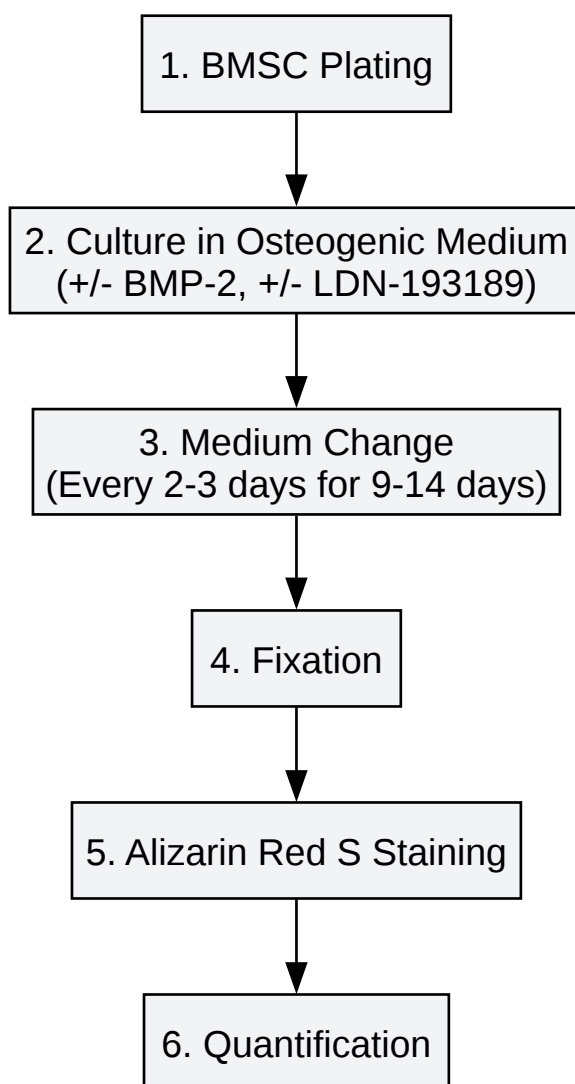 1. BMSC Plating
2. Culture in Osteogenic Medium
(+/- BMP-2, +/- LDN-193189)
3. Medium Change
(Every 2-3 days for 9-14 days)
4. Fixation
5. Alizarin Red S Staining
6. Quantification